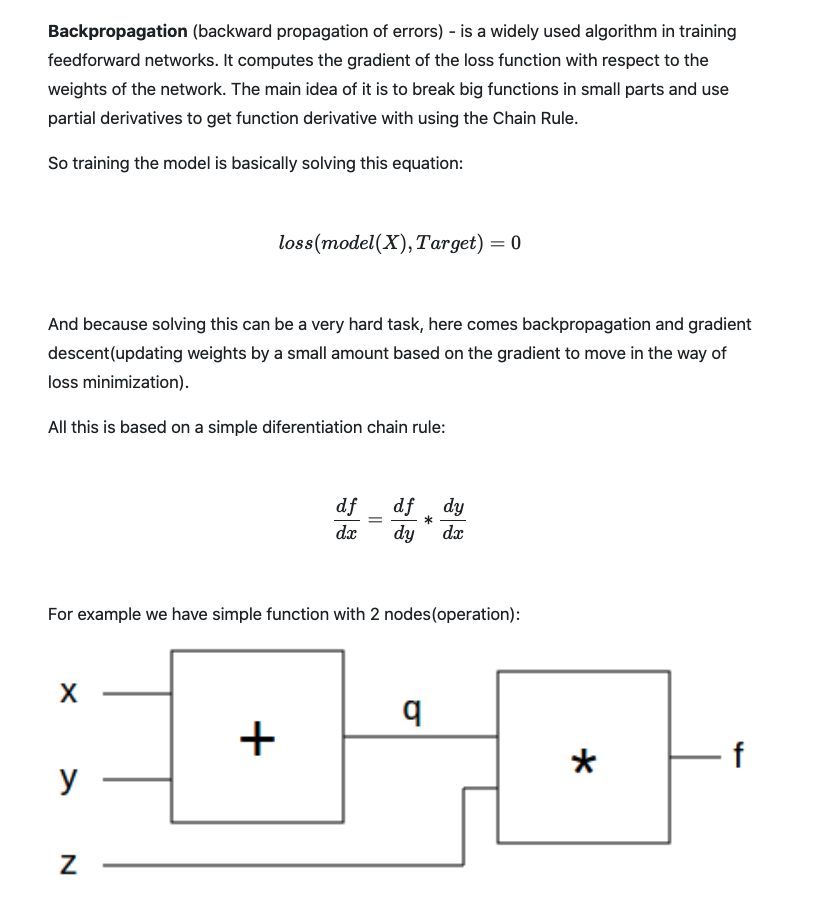 Backpropagation (backward propagation of errors) - is a widely used algorithm in training
feedforward networks. It computes the gradient of the loss function with respect to the
weights of the network. The main idea of it is to break big functions in small parts and use
partial derivatives to get function derivative with using the Chain Rule.
So training the model is basically solving this equation:
loss(model(X), Target) = 0
And because solving this can be a very hard task, here comes backpropagation and gradient
descent(updating weights by a small amount based on the gradient to move in the way of
loss minimization).
All this is based on a simple diferentiation chain rule:
df/dx = df/dy * dy/dx
For example we have simple function with 2 nodes(operation):
x
+
q
y
*
f
z